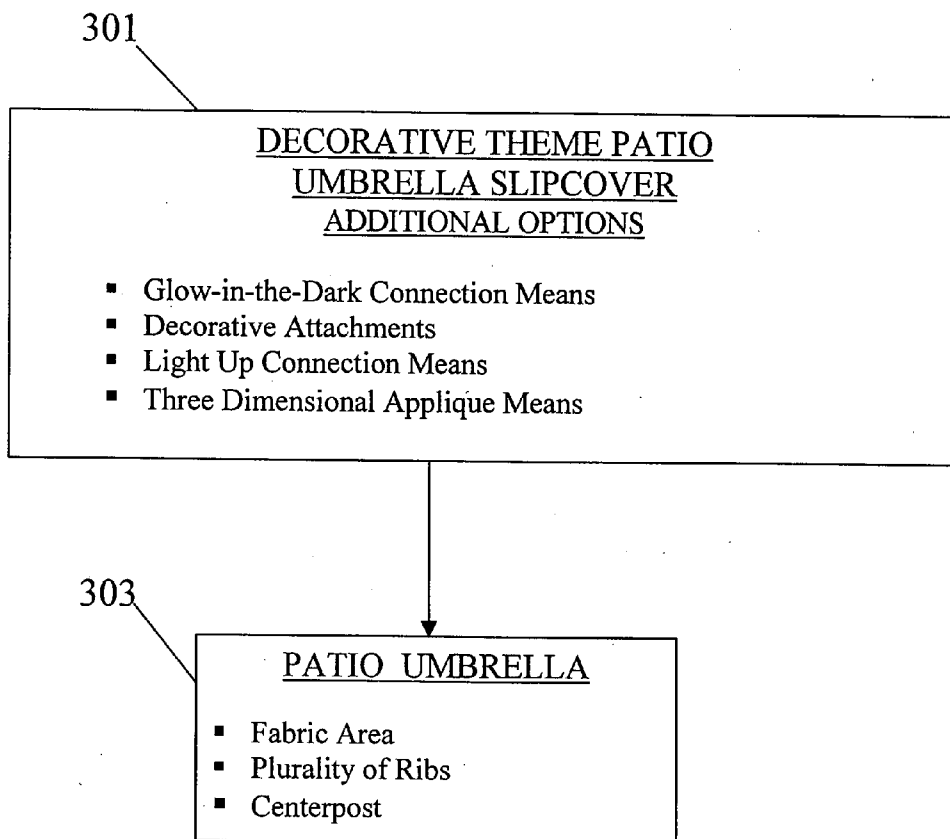 301
DECORATIVE THEME PATIO
UMBRELLA SLIPCOVER
ADDITIONAL OPTIONS
▪ Glow-in-the-Dark Connection Means
▪ Decorative Attachments
▪ Light Up Connection Means
▪ Three Dimensional Applique Means
303
PATIO UMBRELLA
▪ Fabric Area
▪ Plurality of Ribs
▪ Centerpost